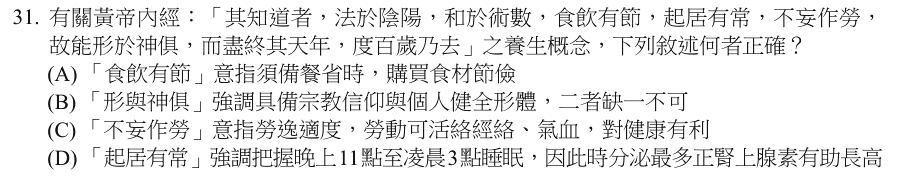 31. 有關黃帝內經：「其知道者，法於陰陽，和於術數，食飲有節，起居有常，不妄作勞，
故能形於神俱，而盡終其天年，度百歲乃去」之養生概念，下列敘述何者正確？
(A) 「食飲有節」意指須備餐省時，購買食材節儉
(B) 「形與神俱」強調具備宗教信仰與個人健全形體，二者缺一不可
(C) 「不妄作勞」意指勞逸適度，勞動可活絡經絡、氣血，對健康有利
(D) 「起居有常」強調把握晚上11點至凌晨3點睡眠，因此時分泌最多正腎上腺素有助長高